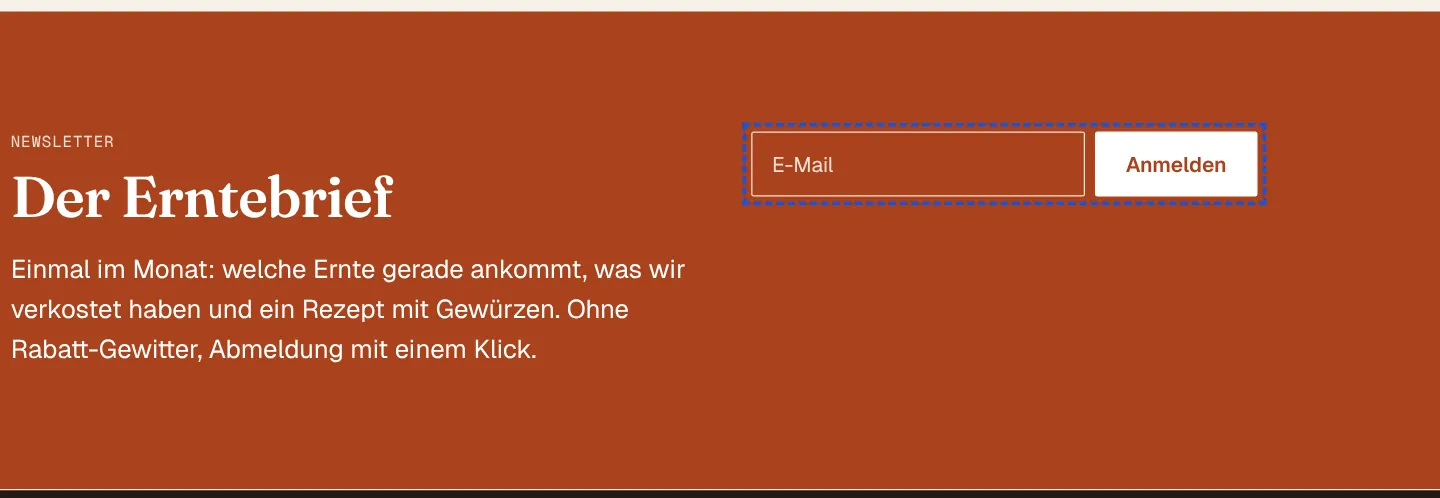 NEWSLETTER
Der Erntebrief
Einmal im Monat: welche Ernte gerade ankommt, was wir
verkostet haben und ein Rezept mit Gewürzen. Ohne
Rabatt-Gewitter, Abmeldung mit einem Klick.
E-Mail
Anmelden